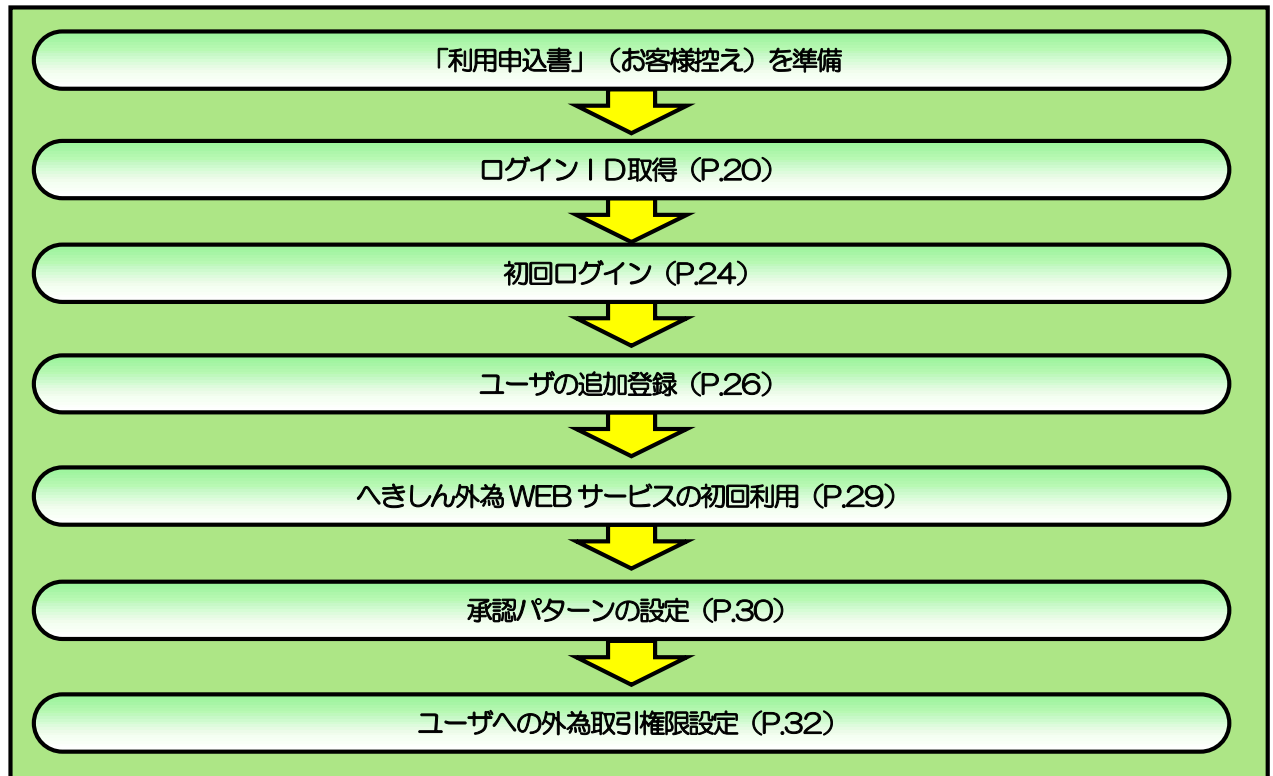 「利用申込書」（お客様控え）を準備
ログインＩＤ取得（P.20）
初回ログイン（P.24）
ユーザの追加登録（P.26）
へきしん外為 WEB サービスの初回利用（P.29）
承認パターンの設定（P.30）
ユーザへの外為取引権限設定（P.32）